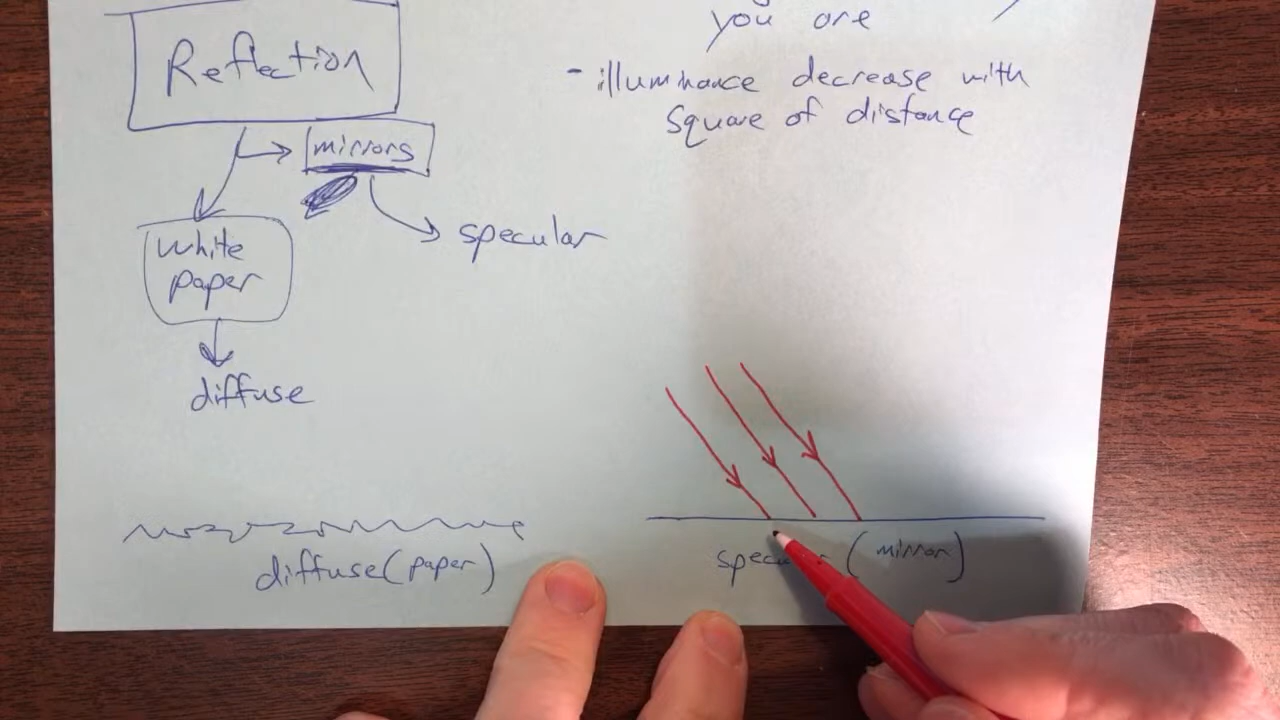 you are
- illuminance decrease with
square of distance
Reflection
mirrors
specular
white
paper
diffuse
diffuse (paper)
(mirror)